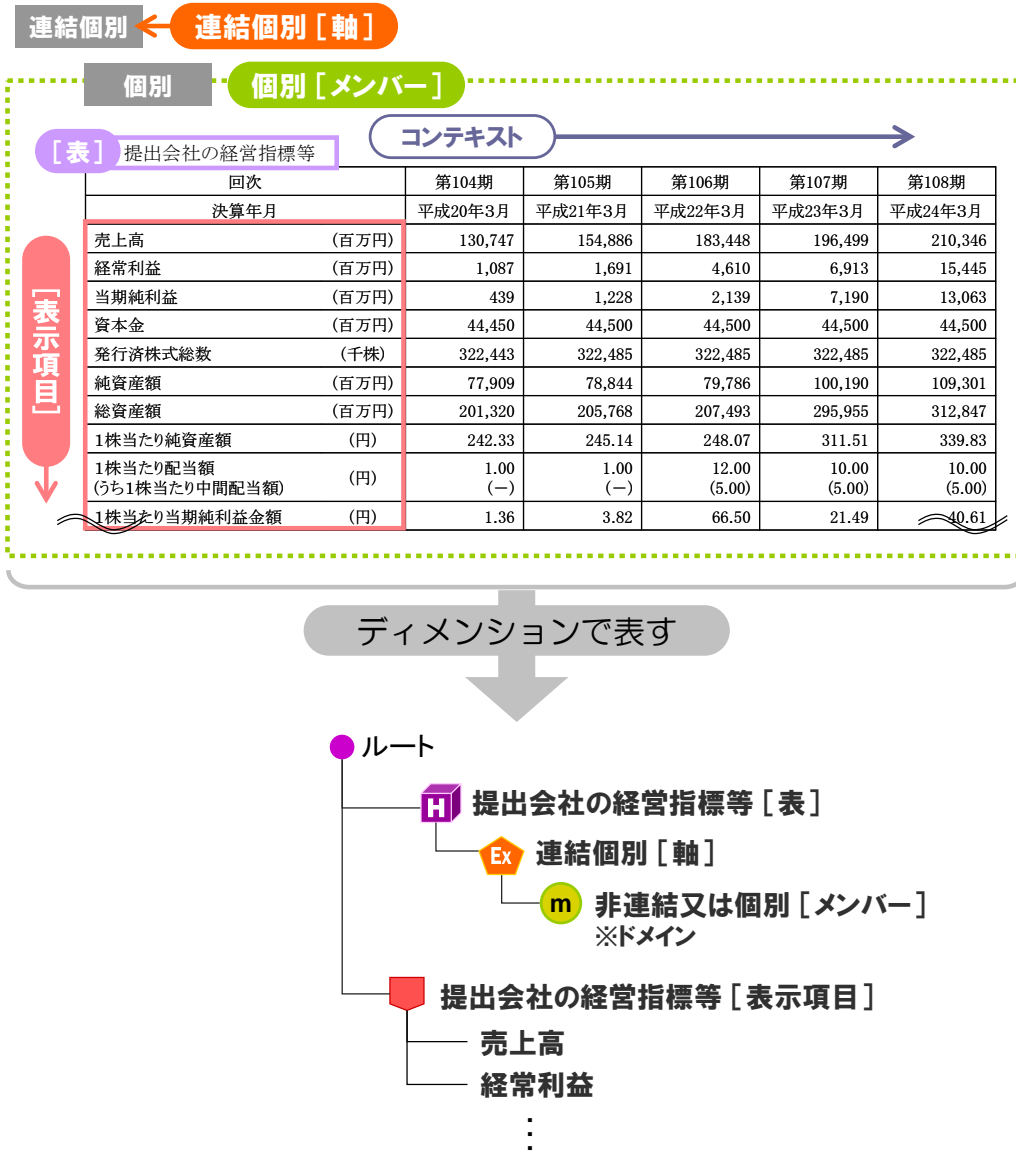 連結個別 連結個別［軸］
個別 個別［メンバー］
コンテキスト
［表］ 提出会社の経営指標等
回次 第104期 第105期 第106期 第107期 第108期
決算年月 平成20年3月 平成21年3月 平成22年3月 平成23年3月 平成24年3月
［表示項目］
売上高 (百万円) 130,747 154,886 183,448 196,499 210,346
経常利益 (百万円) 1,087 1,691 4,610 6,913 15,445
当期純利益 (百万円) 439 1,228 2,139 7,190 13,063
資本金 (百万円) 44,450 44,500 44,500 44,500 44,500
発行済株式総数 (千株) 322,443 322,485 322,485 322,485 322,485
純資産額 (百万円) 77,909 78,844 79,786 100,190 109,301
総資産額 (百万円) 201,320 205,768 207,493 295,955 312,847
1株当たり純資産額 (円) 242.33 245.14 248.07 311.51 339.83
1株当たり配当額 (円) 1.00 1.00 12.00 10.00 10.00
(うち1株当たり中間配当額) (－) (－) (5.00) (5.00) (5.00)
1株当たり当期純利益金額 (円) 1.36 3.82 66.50 21.49 40.61
ディメンションで表す
ルート
H 提出会社の経営指標等［表］
Ex 連結個別［軸］
m 非連結又は個別［メンバー］
※ドメイン
提出会社の経営指標等［表示項目］
売上高
経常利益
⋮